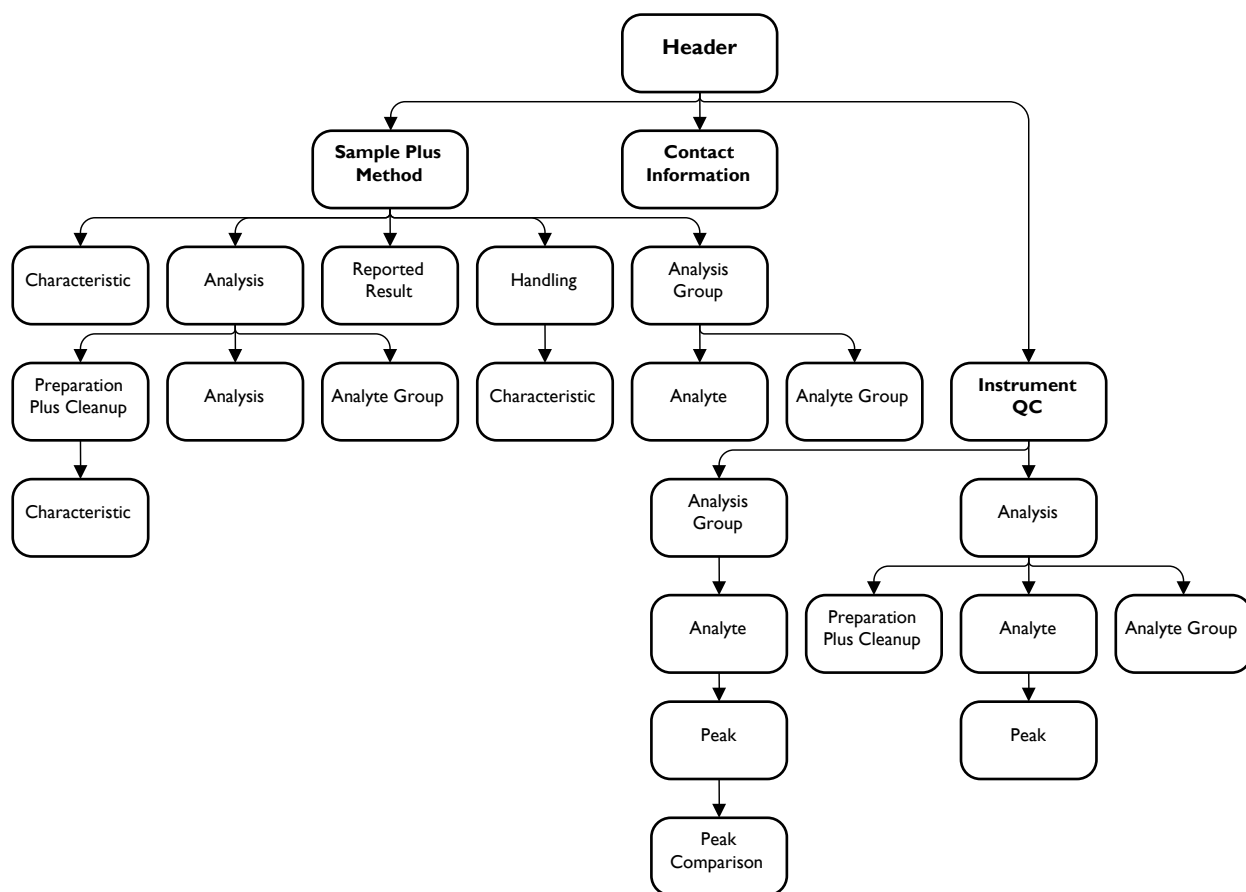 Header
Sample Plus
Method
Contact
Information
Characteristic
Analysis
Reported
Result
Handling
Analysis
Group
Preparation
Plus Cleanup
Analysis
Analyte Group
Characteristic
Analyte
Analyte Group
Instrument
QC
Characteristic
Analysis
Group
Analysis
Analyte
Preparation
Plus Cleanup
Analyte
Analyte Group
Peak
Peak
Peak
Comparison